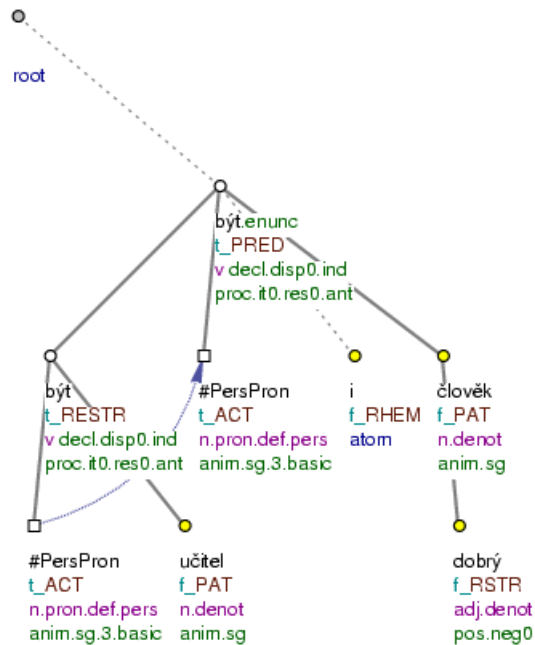 root
být.enunc
t_PRED
v decl.disp0.ind
proc.it0.res0.ant
být
t_RESTR
v decl.disp0.ind
proc.it0.res0.ant
#PersPron
t_ACT
n.pron.def.pers
anim.sg.3.basic
i
f_RHEM
atom
člověk
f_PAT
n.denot
anim.sg
#PersPron
t_ACT
n.pron.def.pers
anim.sg.3.basic
učitel
f_PAT
n.denot
anim.sg
dobrý
f_RSTR
adj.denot
pos.neg0